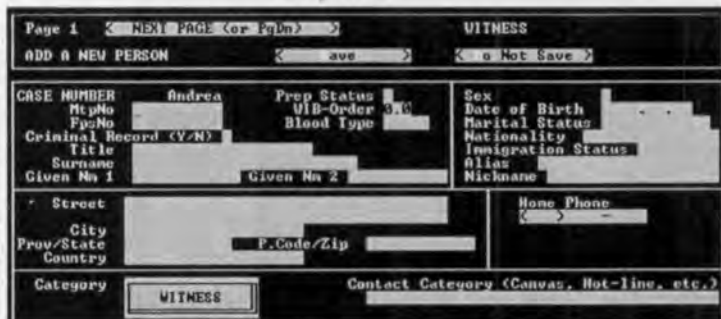 Page 1 < NEXT PAGE (or PgDn) > WITNESS
ADD A NEW PERSON < ave > < o Not Save >
CASE NUMBER Andrea Prep Status Sex
MtpNo VIB-Order 0.0 Date of Birth . .
FpsNo Blood Type Marital Status
Criminal Record (Y/N) Nationality
Title Immigration Status
Surname Alias
Given Nm 1 Given Nm 2 Nickname
Street Home Phone
< > -
City
Prov/State P.Code/Zip
Country
Category WITNESS Contact Category (Canvas, Hot-line, etc.)